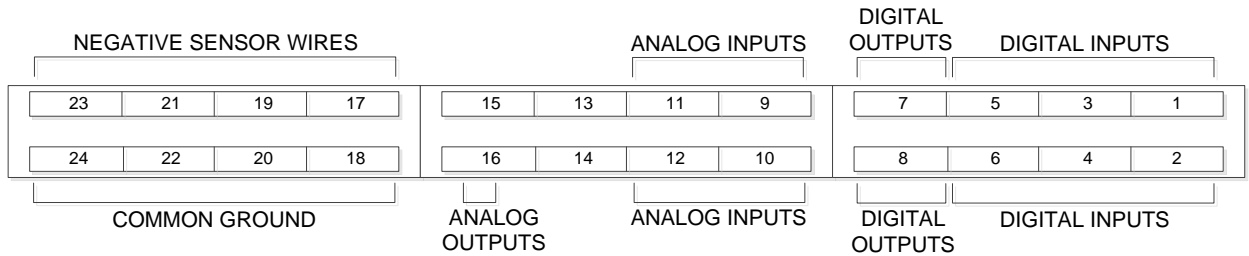 DIGITAL
OUTPUTS
NEGATIVE SENSOR WIRES
ANALOG INPUTS
DIGITAL INPUTS
23 21 19 17 15 13 11 9 7 5 3 1
24 22 20 18 16 14 12 10 8 6 4 2
COMMON GROUND
ANALOG
OUTPUTS
ANALOG INPUTS
DIGITAL
OUTPUTS
DIGITAL INPUTS